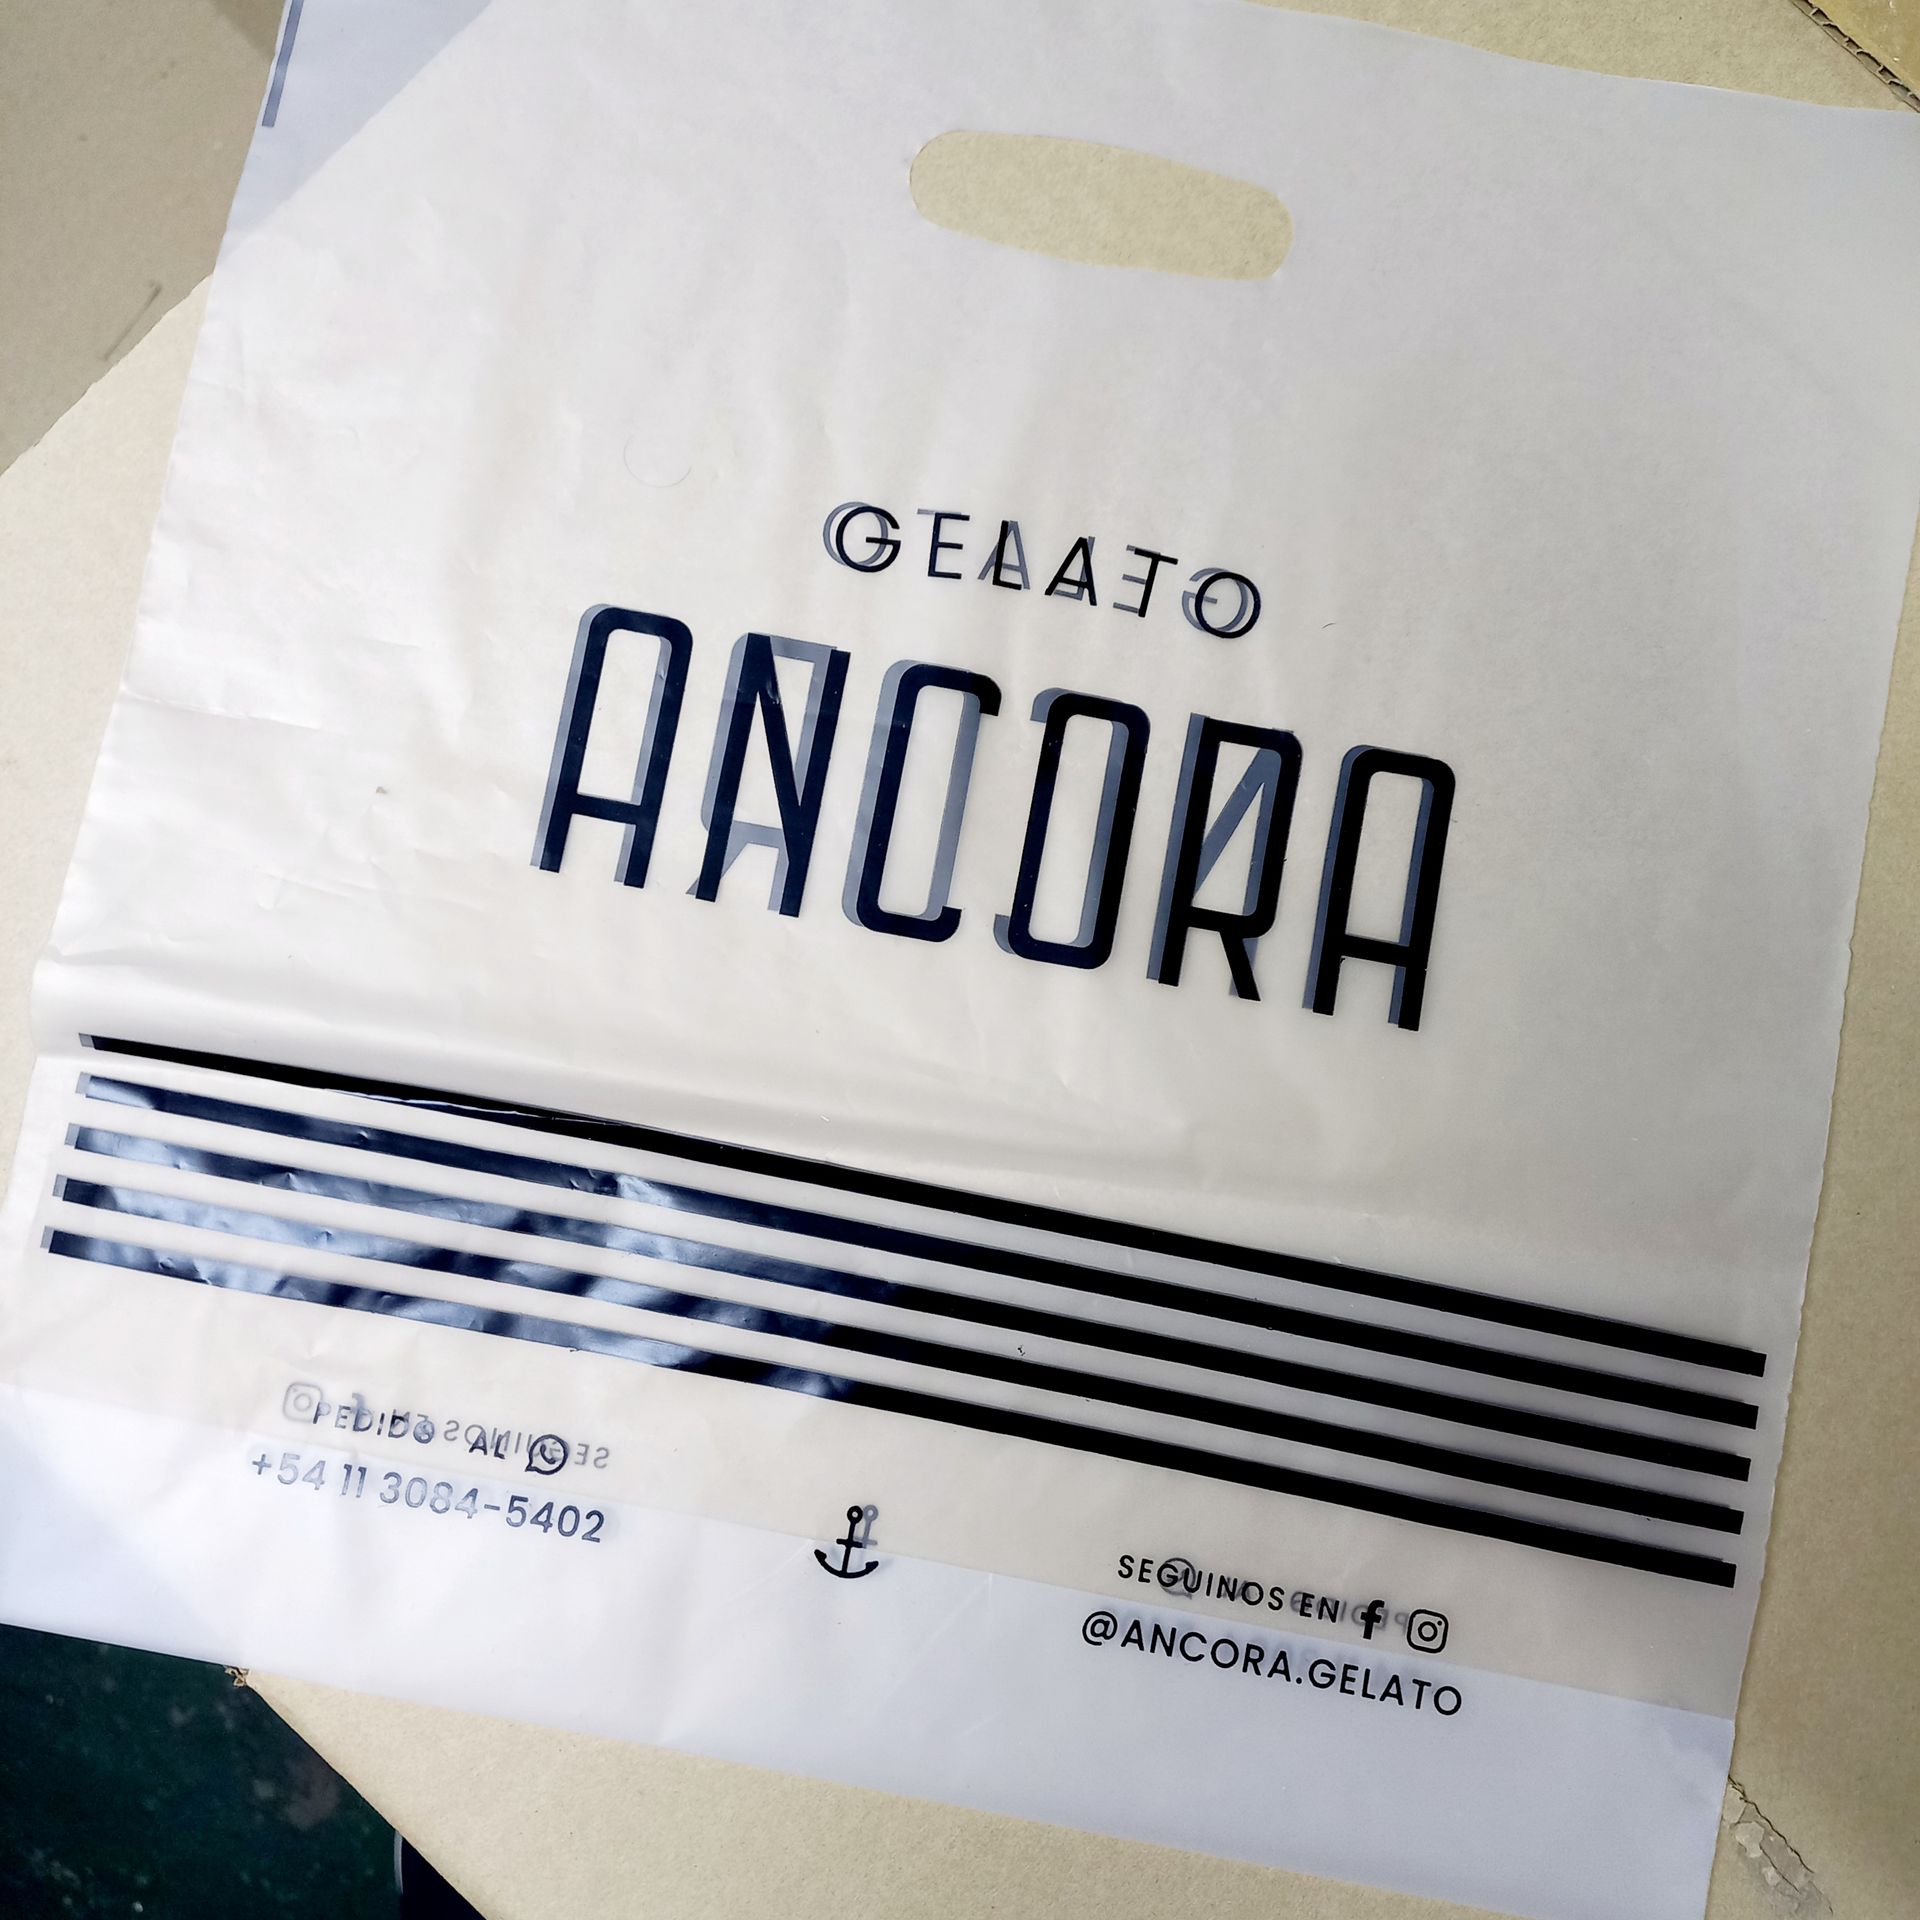 GELATO
ANCORA
PEDIDOS AL
+54 11 3084-5402
SEGUINOS EN
@ANCORA.GELATO